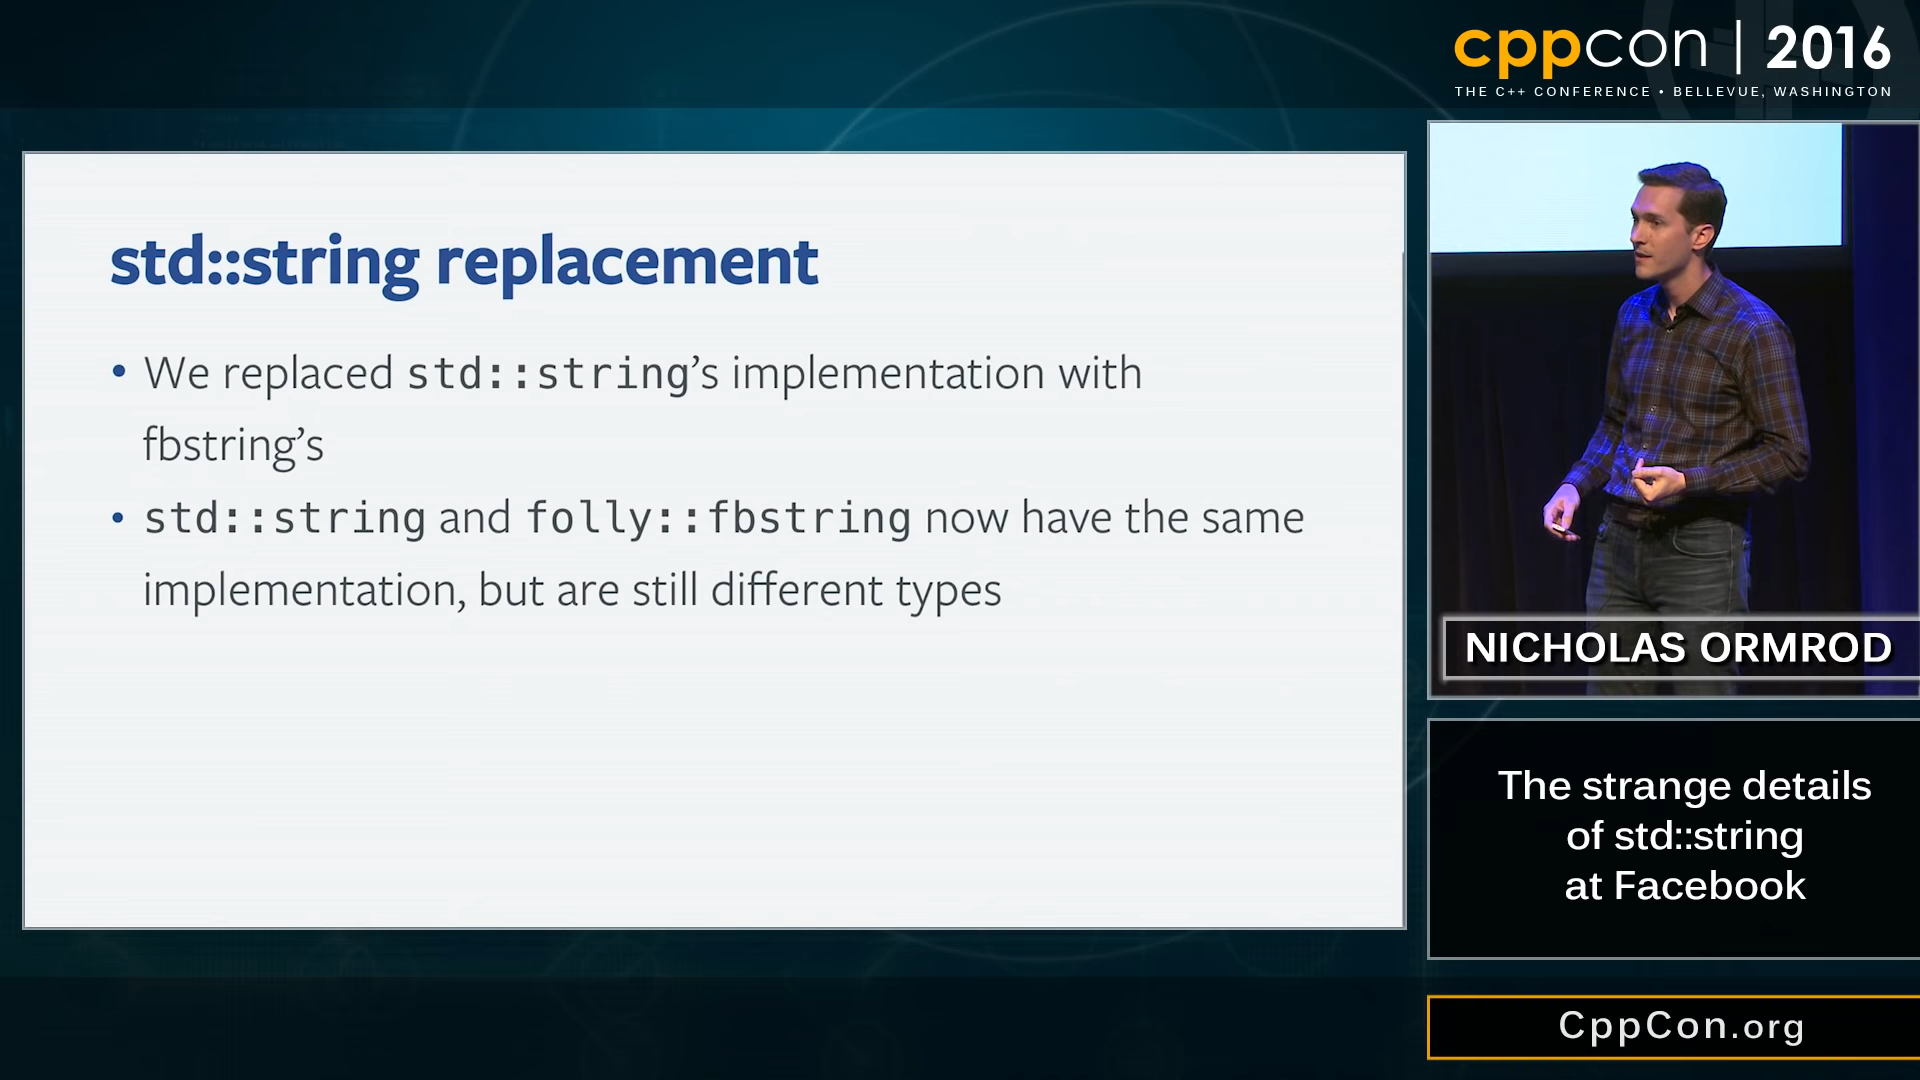 cppcon | 2016
THE C++ CONFERENCE • BELLEVUE, WASHINGTON
std::string replacement
• We replaced std::string’s implementation with
fbstring’s
• std::string and folly::fbstring now have the same
implementation, but are still different types
NICHOLAS ORMROD
The strange details
of std::string
at Facebook
CppCon.org